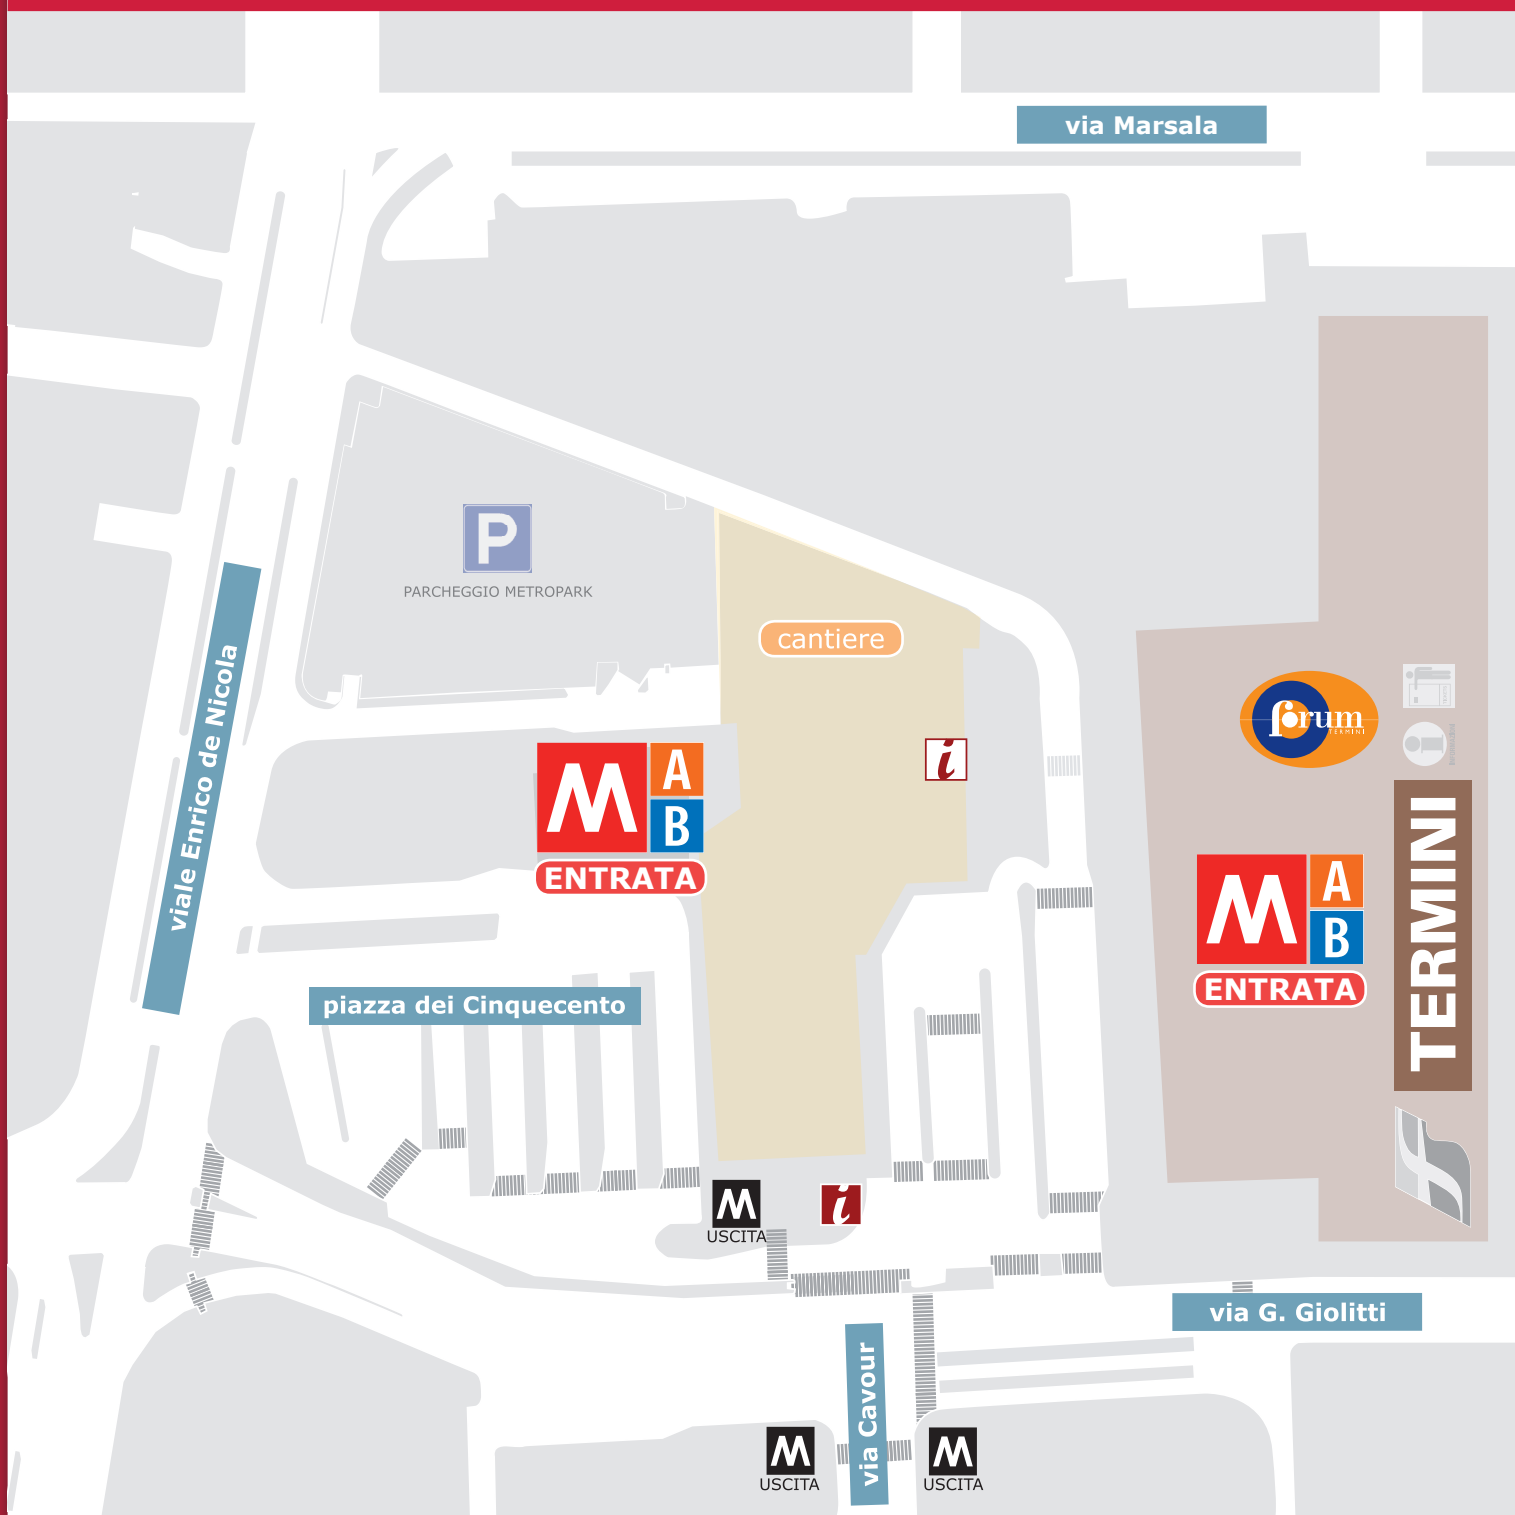 via Marsala
P
PARCHEGGIO METROPARK
cantiere
viale Enrico de Nicola
forum
TERMINI
i
M
A
B
ENTRATA
i
M
A
B
ENTRATA
TERMINI
piazza dei Cinquecento
M
USCITA
i
via G. Giolitti
via Cavour
M
USCITA
M
USCITA